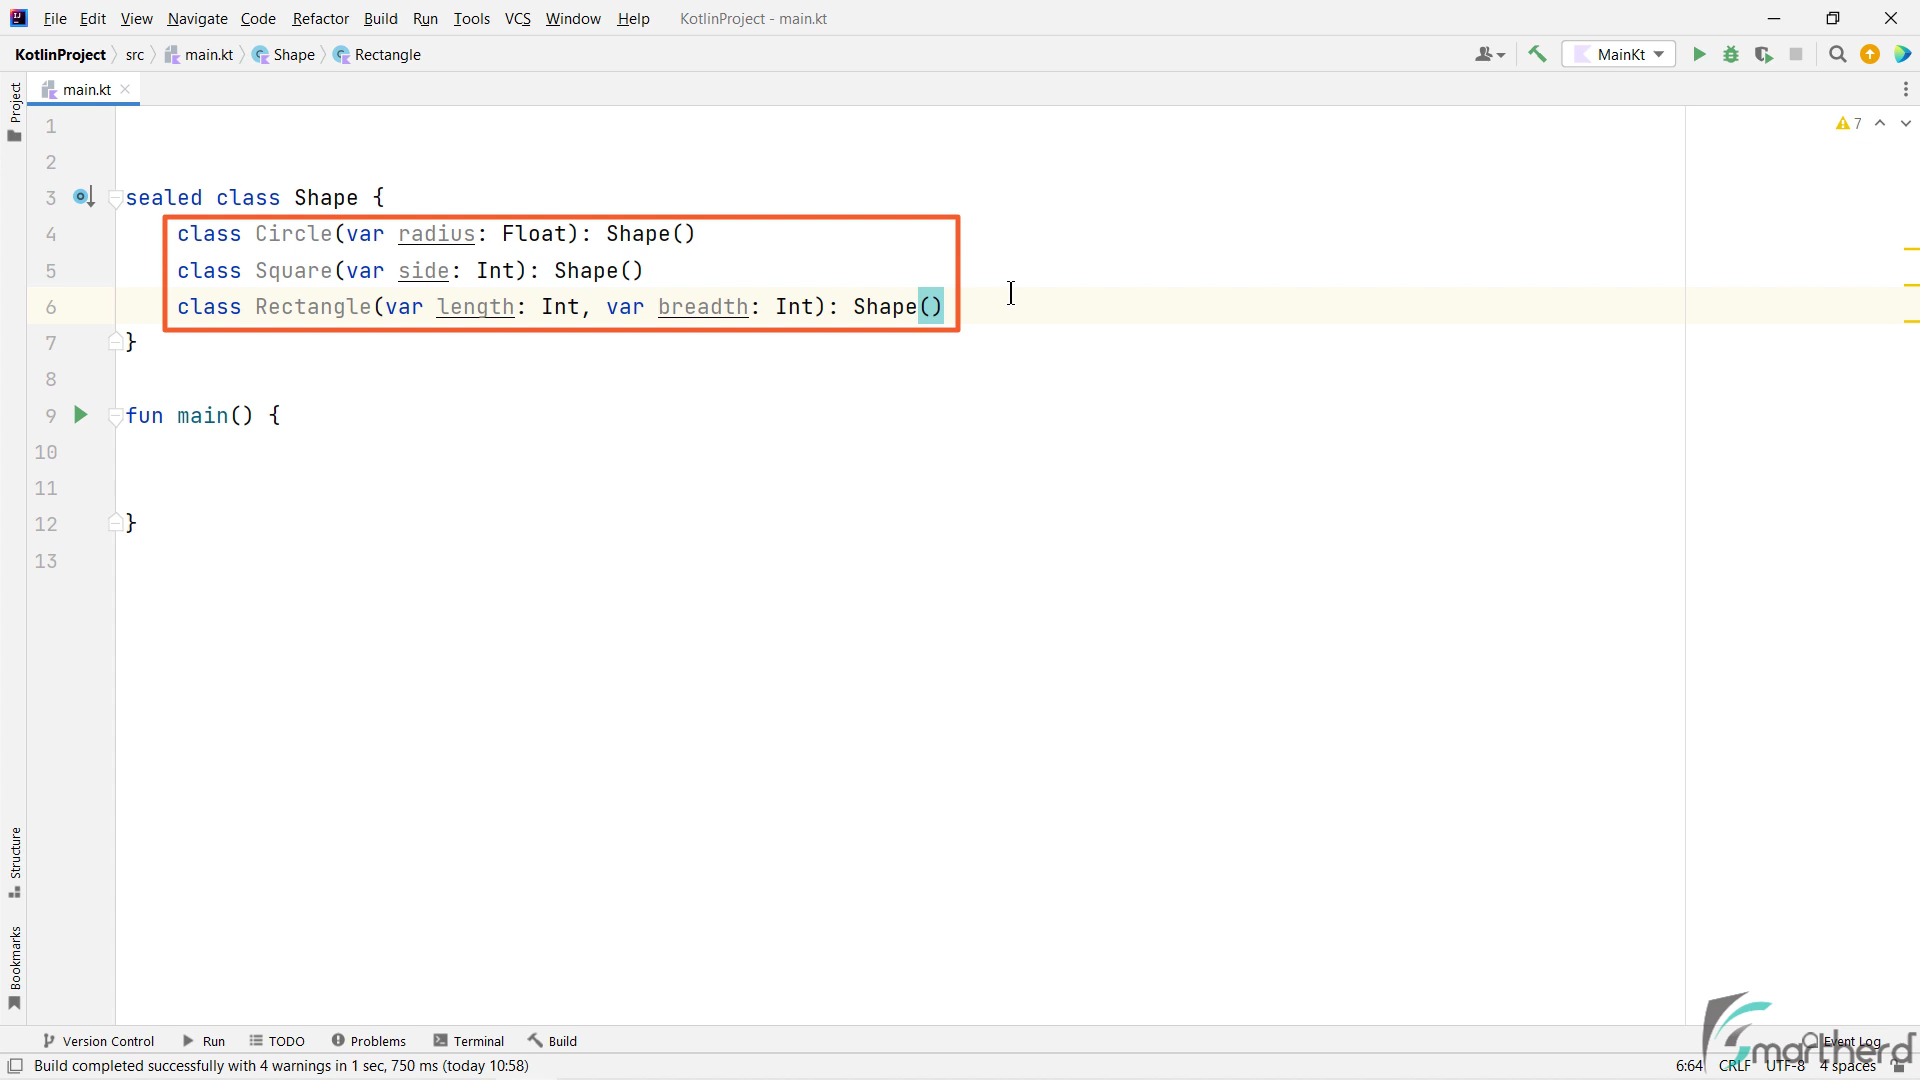 File Edit View Navigate Code Refactor Build Run Tools VCS Window Help KotlinProject - main.kt
KotlinProject src main.kt Shape Rectangle MainKt
Project
main.kt
7
1
2
3 sealed class Shape {
4 class Circle(var radius: Float): Shape()
5 class Square(var side: Int): Shape()
6 class Rectangle(var length: Int, var breadth: Int): Shape()
7 }
8
9 fun main() {
10
11
12 }
13
Structure
Bookmarks
Version Control Run TODO Problems Terminal Build Event Log
Build completed successfully with 4 warnings in 1 sec, 750 ms (today 10:58) 6:64 CRLF UTF-8 4 spaces
smartherd